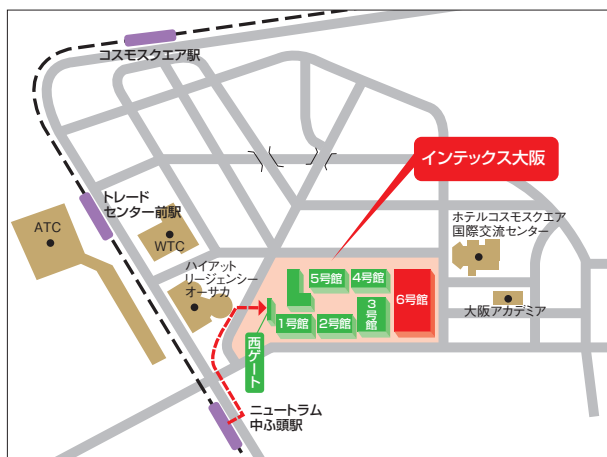 コスモスクエア駅
インテックス大阪
トレード
センター前駅
ATC
WTC
ホテルコスモスクエア
国際交流センター
ハイアット
リージェンシー
オーサカ
5号館
4号館
6号館
3号館
1号館
2号館
大阪アカデミア
西ゲート
ニュートラム
中ふ頭駅